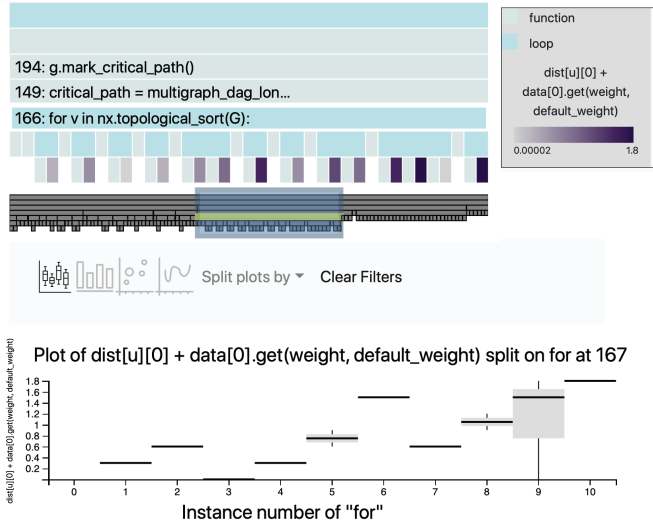 194: g.mark_critical_path()
149: critical_path = multigraph_dag_lon...
166: for v in nx.topological_sort(G):
function
loop
dist[u][0] +
data[0].get(weight,
default_weight)
0.00002 1.8
Split plots by Clear Filters
Plot of dist[u][0] + data[0].get(weight, default_weight) split on for at 167
dist[u][0] + data[0].get(weight, default_weight)
1.8
1.6
1.4
1.2
1
0.8
0.6
0.4
0.2
0 1 2 3 4 5 6 7 8 9 10
Instance number of "for"